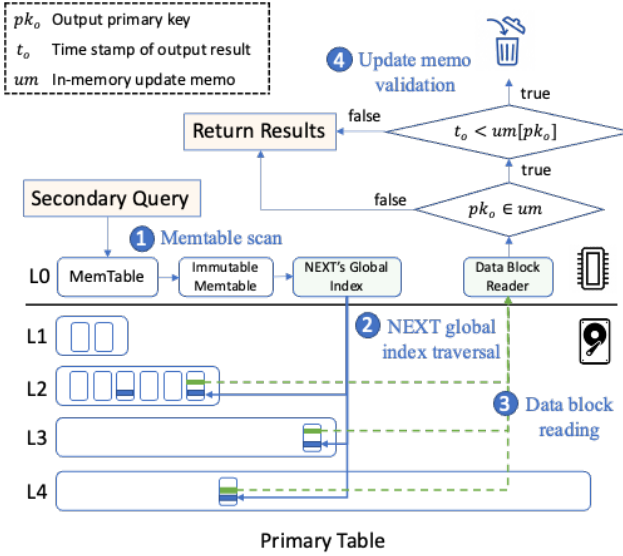 pkₒ Output primary key
tₒ Time stamp of output result
um In-memory update memo
4 Update memo
validation
true
false
Return Results
tₒ < um[pkₒ]
true
Secondary Query
false
pkₒ ∈ um
1 Memtable scan
L0
MemTable
Immutable
Memtable
NEXT's Global
Index
Data Block
Reader
L1
2 NEXT global
index traversal
L2
3 Data block
reading
L3
L4
Primary Table